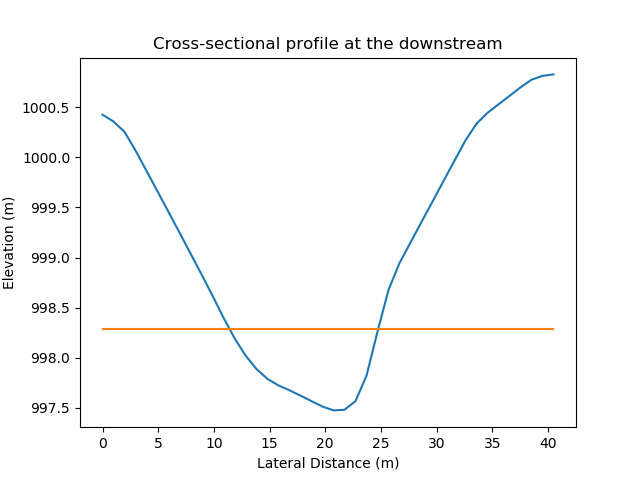 Cross-sectional profile at the downstream
1000.5
1000.0
999.5
999.0
998.5
998.0
997.5
Elevation (m)
0 5 10 15 20 25 30 35 40
Lateral Distance (m)